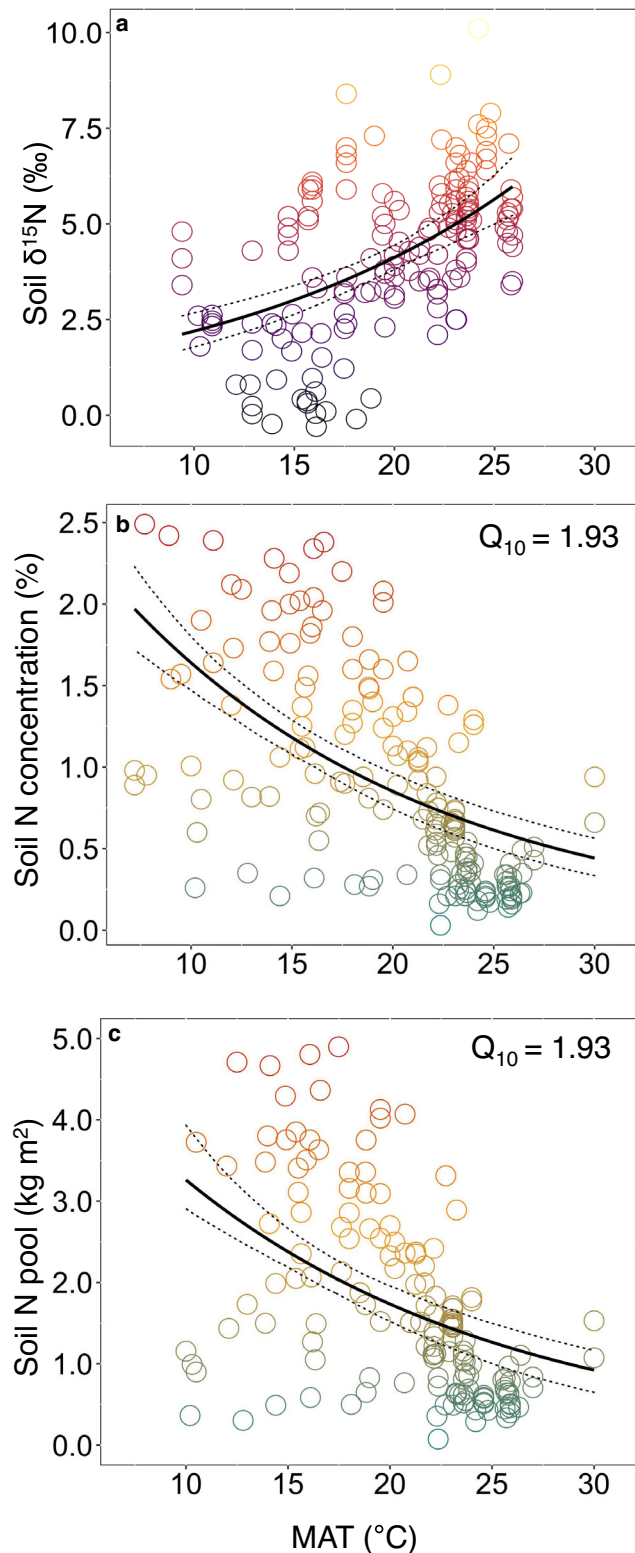 a
Soil δ¹⁵N (‰)
10.0
7.5
5.0
2.5
0.0
10 15 20 25 30
b
Q₁₀ = 1.93
Soil N concentration (%)
2.5
2.0
1.5
1.0
0.5
0.0
10 15 20 25 30
c
Q₁₀ = 1.93
Soil N pool (kg m²)
5.0
4.0
3.0
2.0
1.0
0.0
10 15 20 25 30
MAT (°C)